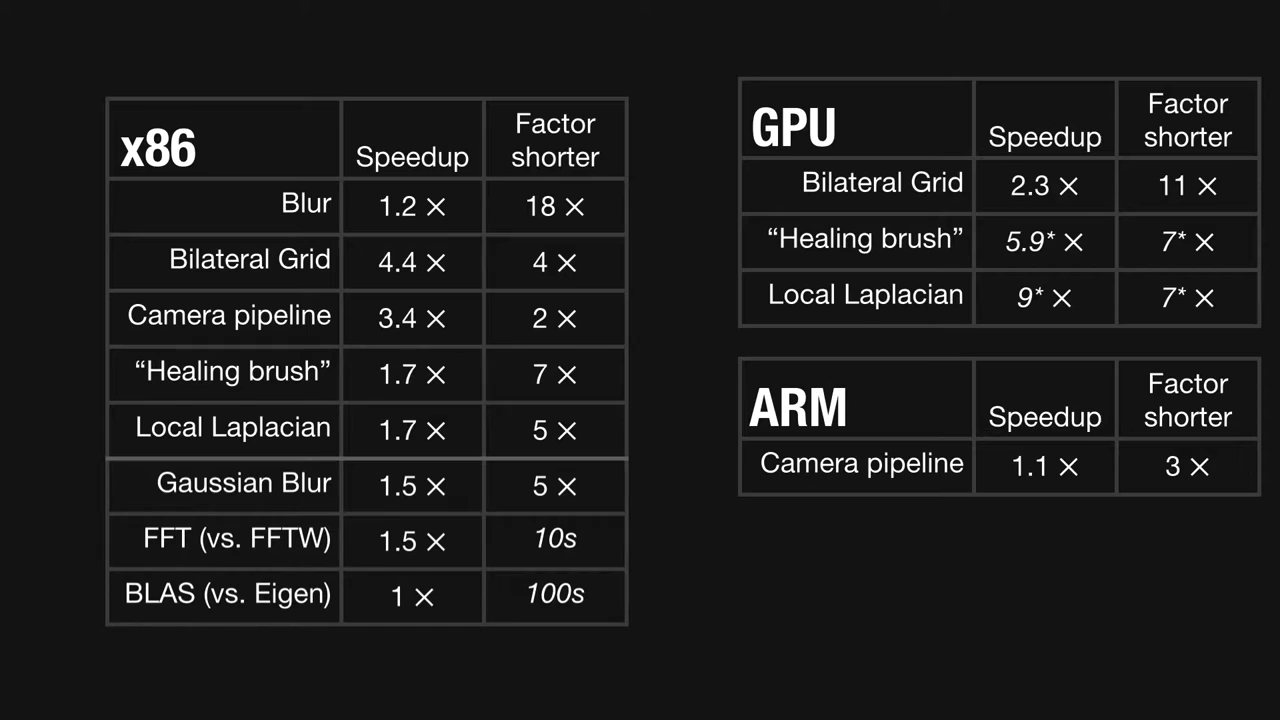 x86 Speedup Factor shorter
Blur 1.2 × 18 ×
Bilateral Grid 4.4 × 4 ×
Camera pipeline 3.4 × 2 ×
“Healing brush” 1.7 × 7 ×
Local Laplacian 1.7 × 5 ×
Gaussian Blur 1.5 × 5 ×
FFT (vs. FFTW) 1.5 × 10s
BLAS (vs. Eigen) 1 × 100s
GPU Speedup Factor shorter
Bilateral Grid 2.3 × 11 ×
“Healing brush” 5.9* × 7* ×
Local Laplacian 9* × 7* ×
ARM Speedup Factor shorter
Camera pipeline 1.1 × 3 ×